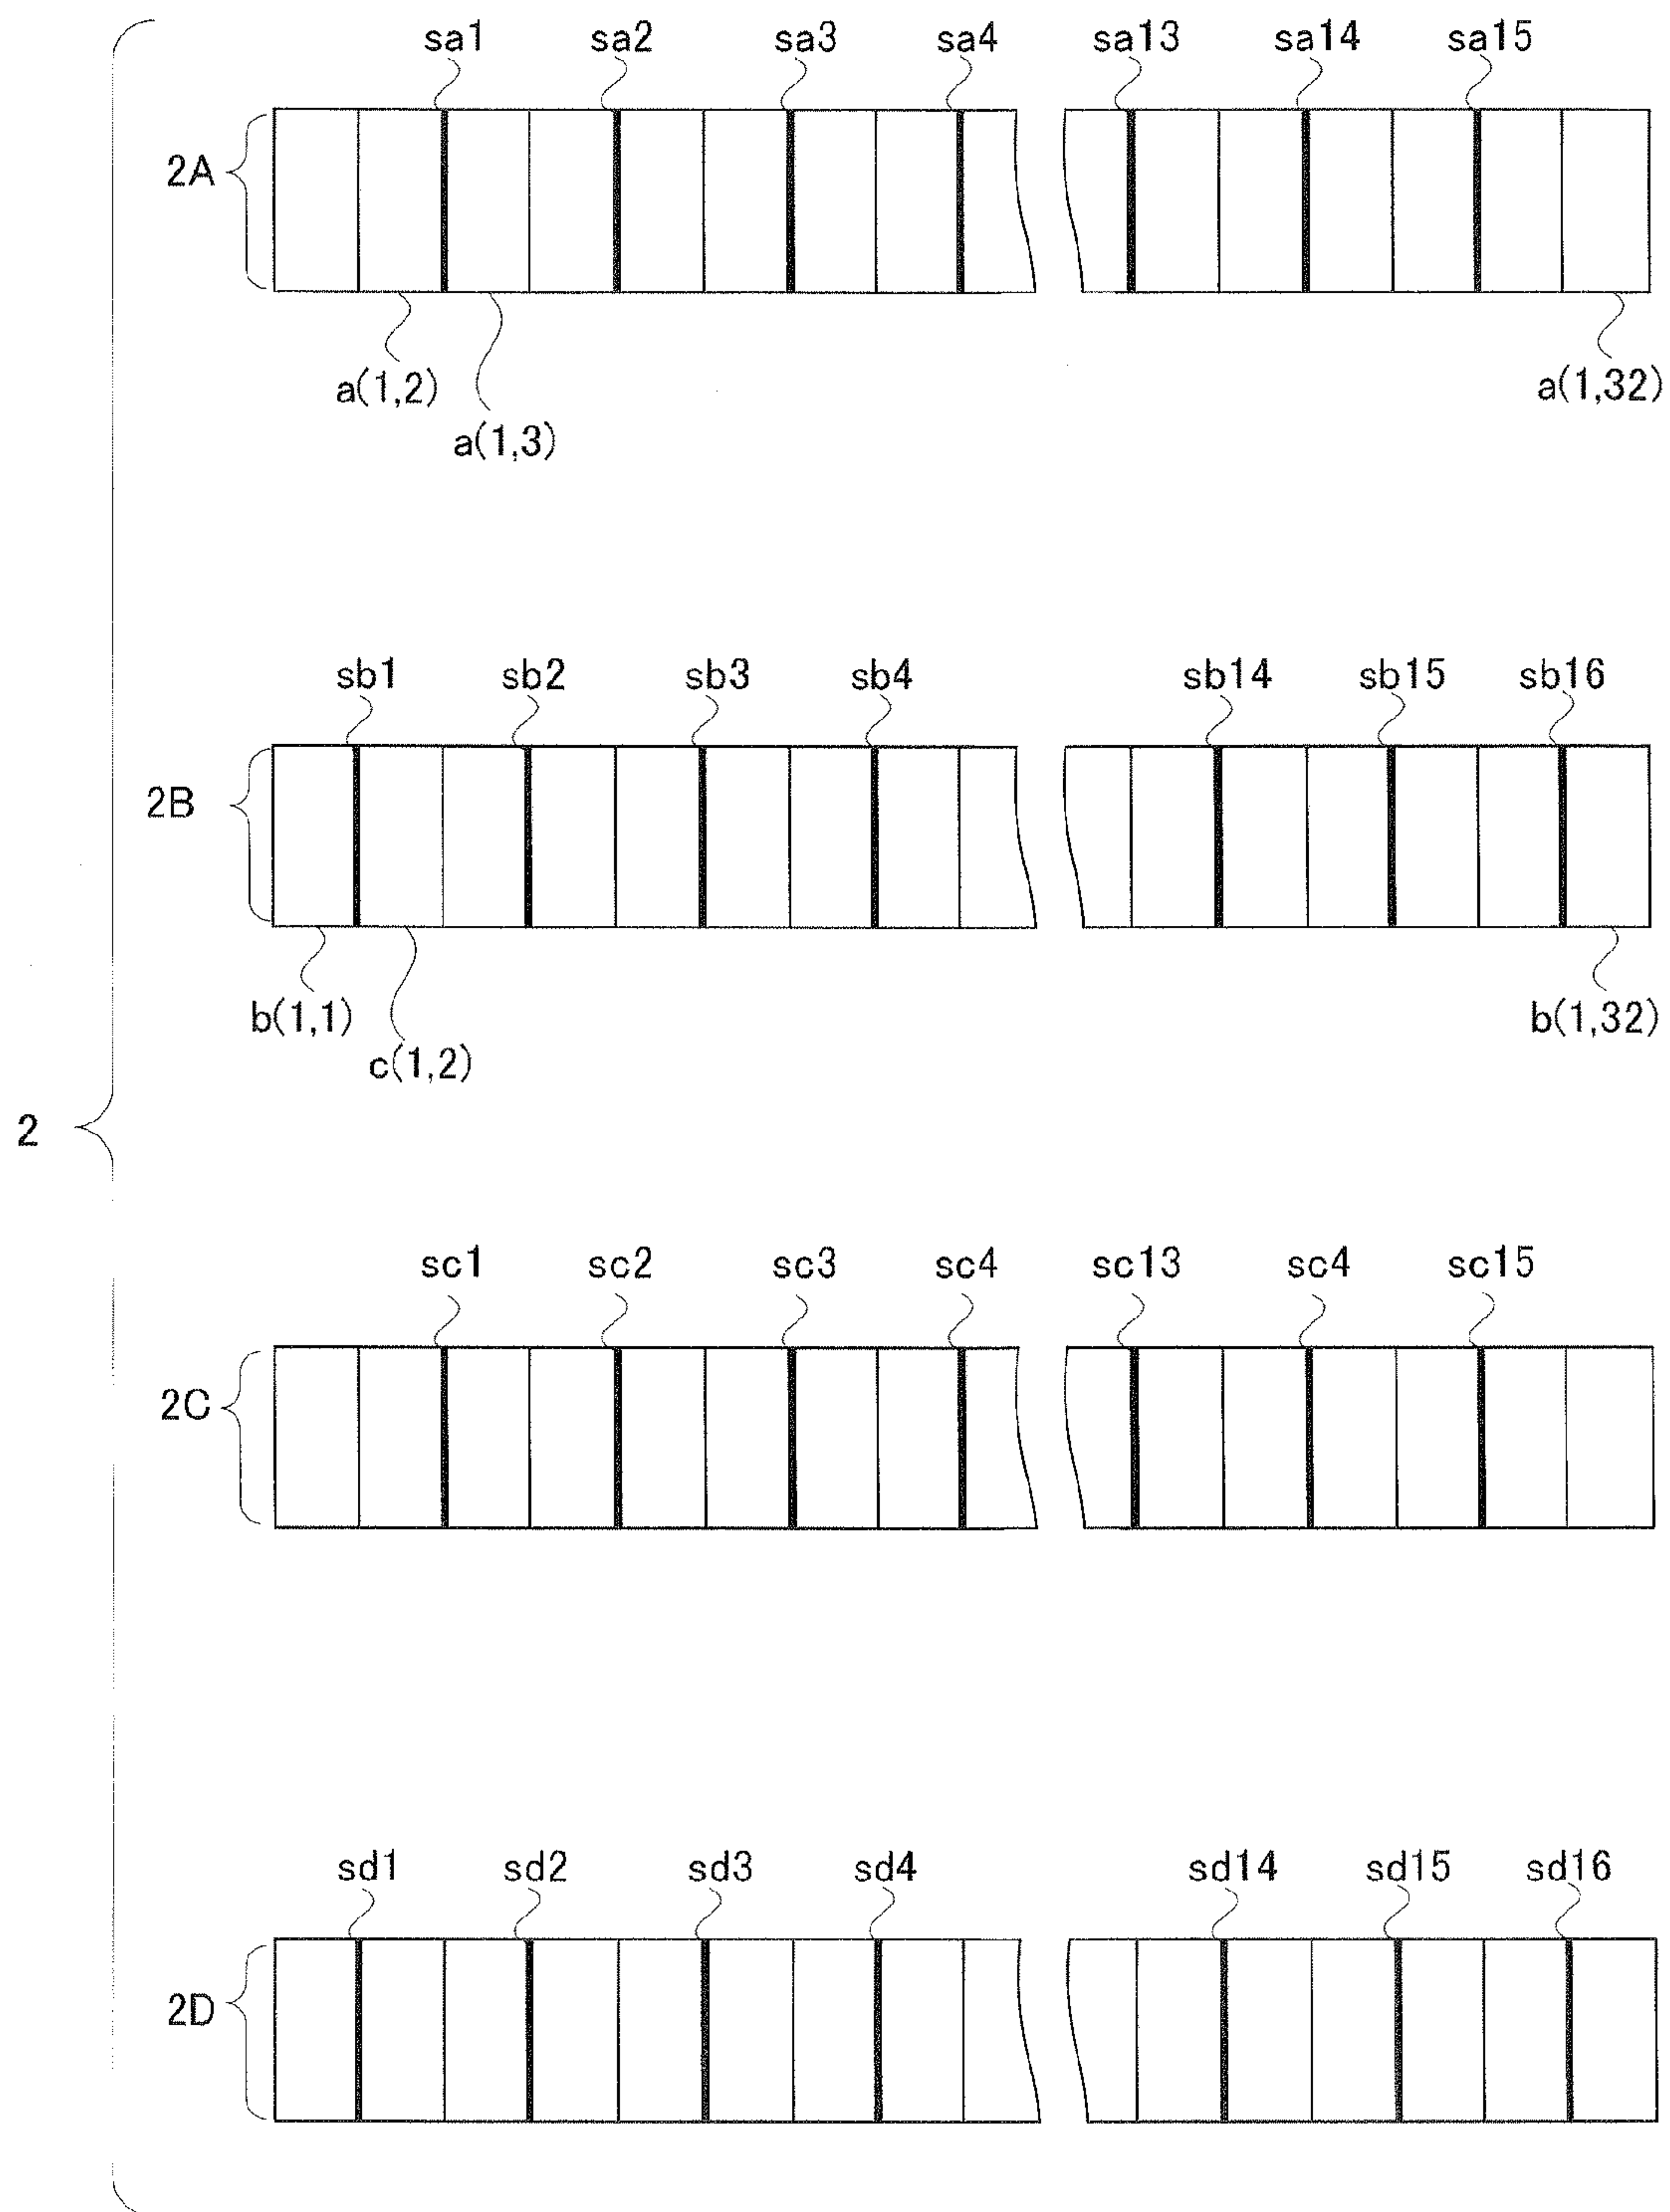 sa1 sa2 sa3 sa4 sa13 sa14 sa15
2A
a(1,2) a(1,32)
a(1,3)
sb1 sb2 sb3 sb4 sb14 sb15 sb16
2B
b(1,1) b(1,32)
c(1,2)
2
sc1 sc2 sc3 sc4 sc13 sc4 sc15
2C
sd1 sd2 sd3 sd4 sd14 sd15 sd16
2D